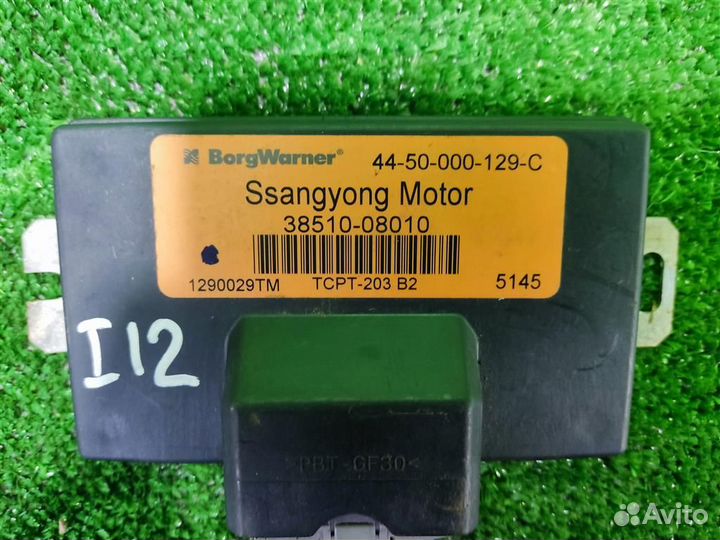 BorgWarner® 44-50-000-129-C
Ssangyong Motor
38510-08010
1290029TM TCPT-203 B2 5145
I12
>PBT-GF30<
Avito